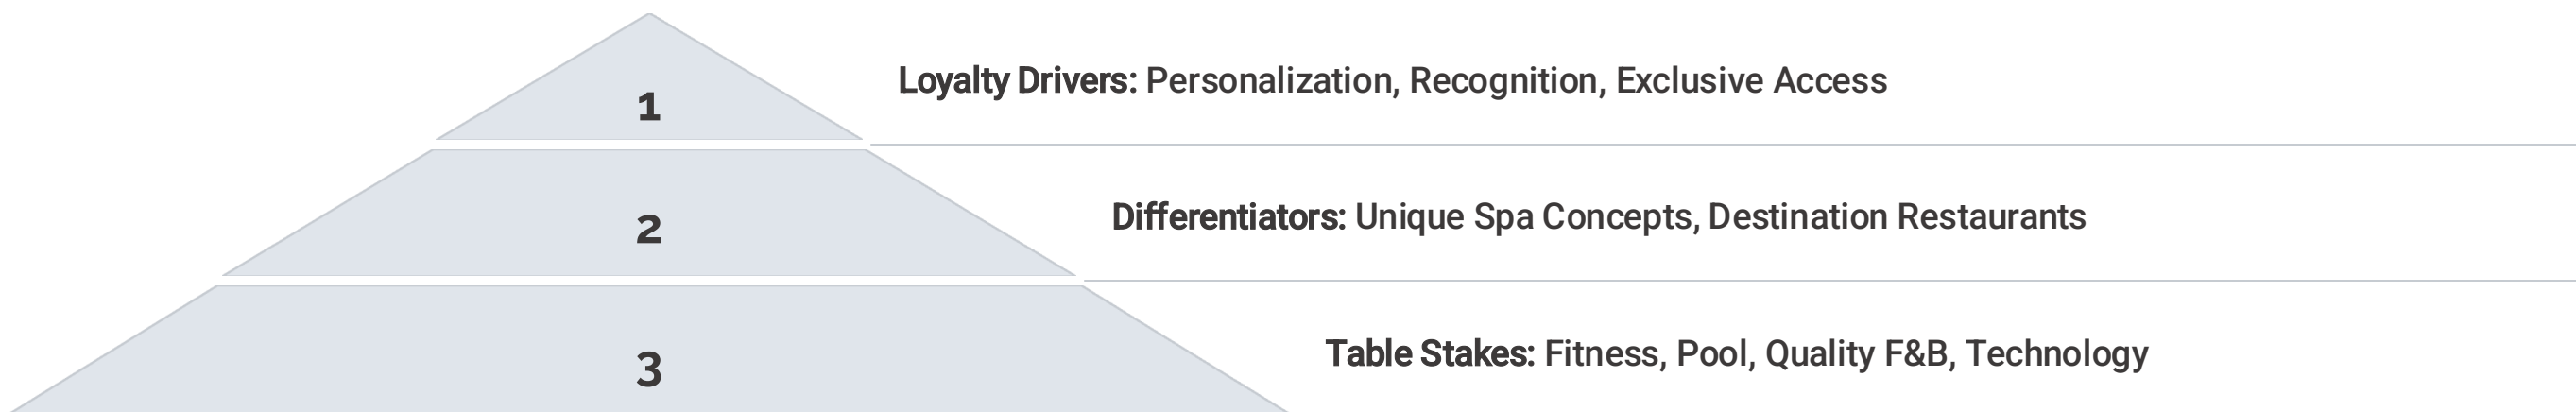 1
Loyalty Drivers: Personalization, Recognition, Exclusive Access
2
Differentiators: Unique Spa Concepts, Destination Restaurants
3
Table Stakes: Fitness, Pool, Quality F&B, Technology